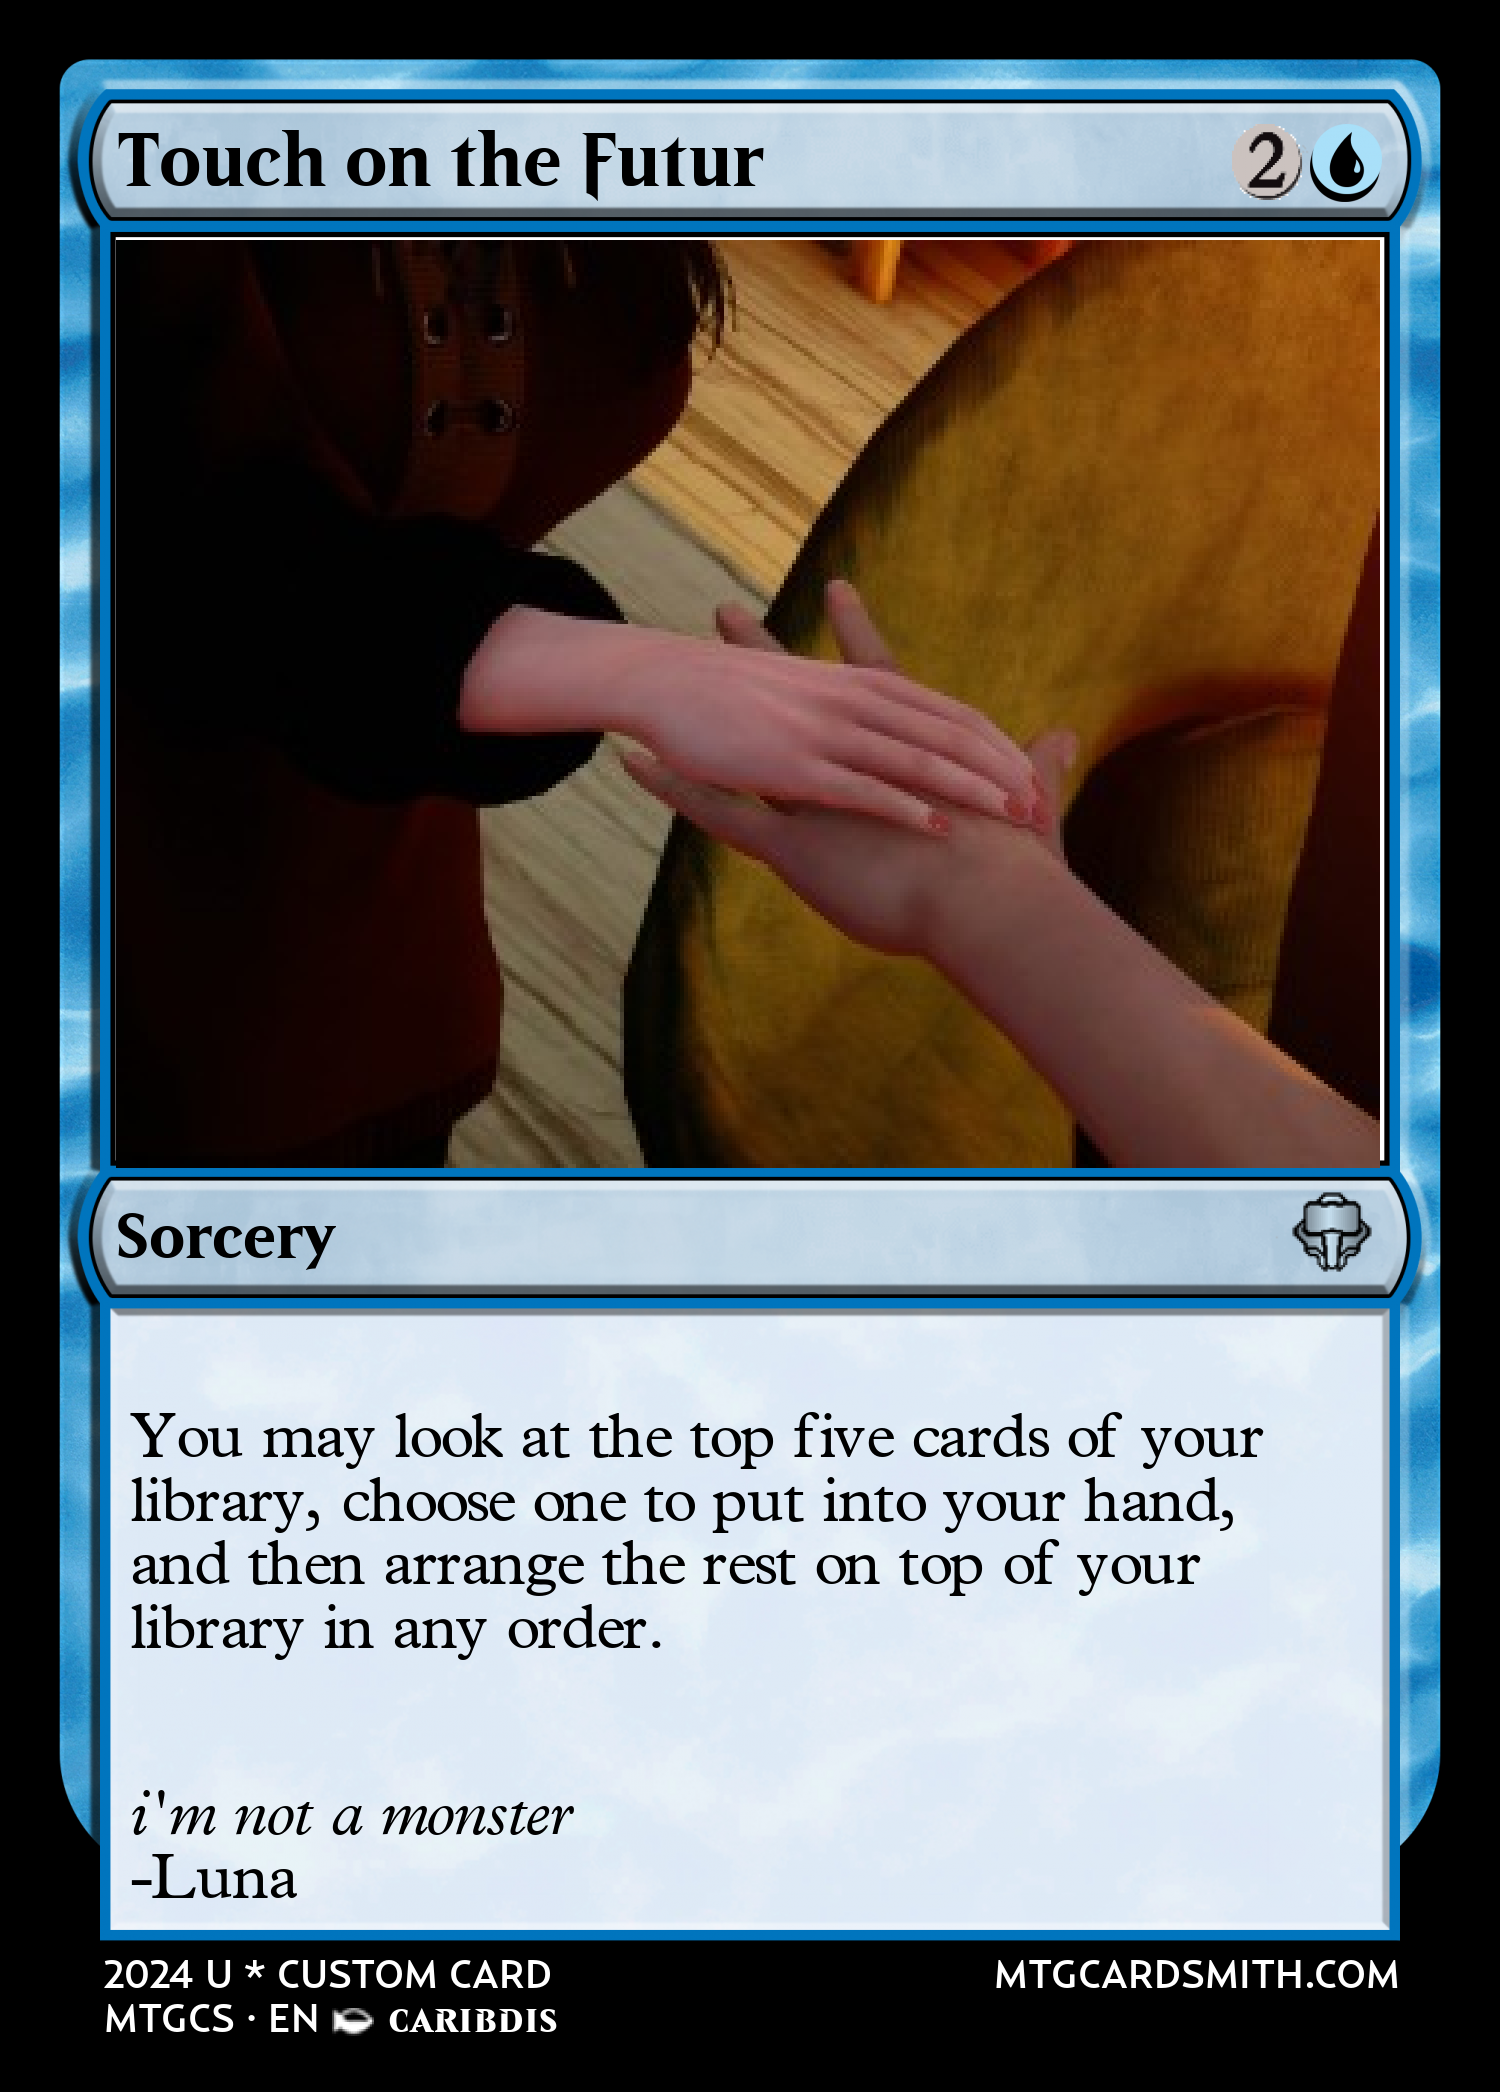 Touch on the Futur 2
Sorcery
You may look at the top five cards of your
library, choose one to put into your hand,
and then arrange the rest on top of your
library in any order.
i'm not a monster
-Luna
2024 U * CUSTOM CARD
MTGCARDSMITH.COM
MTGCS · EN CARIBDIS